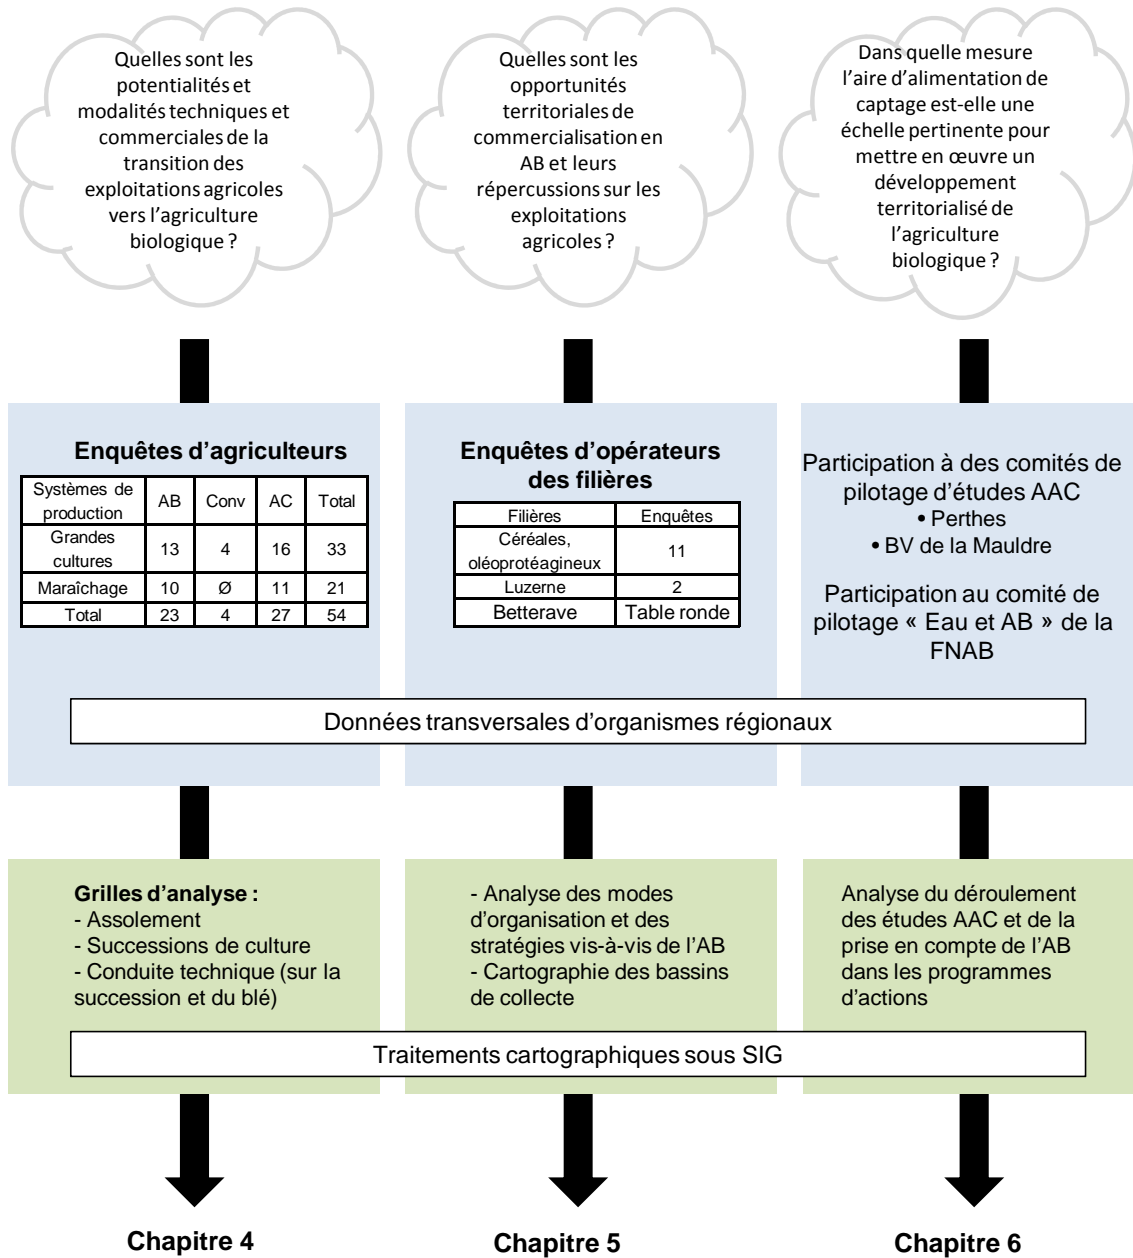 Quelles sont les
potentialités et
modalités techniques et
commerciales de la
transition des
exploitations agricoles
vers l'agriculture
biologique ?
Quelles sont les
opportunités
territoriales de
commercialisation en
AB et leurs
répercussions sur les
exploitations
agricoles ?
Dans quelle mesure
l'aire d'alimentation de
captage est-elle une
échelle pertinente pour
mettre en œuvre un
développement
territorialisé de
l'agriculture
biologique ?
Enquêtes d'agriculteurs
Systèmes de production AB Conv AC Total
Grandes cultures 13 4 16 33
Maraîchage 10 Ø 11 21
Total 23 4 27 54
Enquêtes d'opérateurs
des filières
Filières Enquêtes
Céréales, oléoprotéagineux 11
Luzerne 2
Betterave Table ronde
Participation à des comités de
pilotage d'études AAC
• Perthes
• BV de la Mauldre
Participation au comité de
pilotage « Eau et AB » de la
FNAB
Données transversales d'organismes régionaux
Grilles d'analyse :
- Assolement
- Successions de culture
- Conduite technique (sur la
succession et du blé)
- Analyse des modes
d'organisation et des
stratégies vis-à-vis de l'AB
- Cartographie des bassins
de collecte
Analyse du déroulement
des études AAC et de la
prise en compte de l'AB
dans les programmes
d'actions
Traitements cartographiques sous SIG
Chapitre 4
Chapitre 5
Chapitre 6